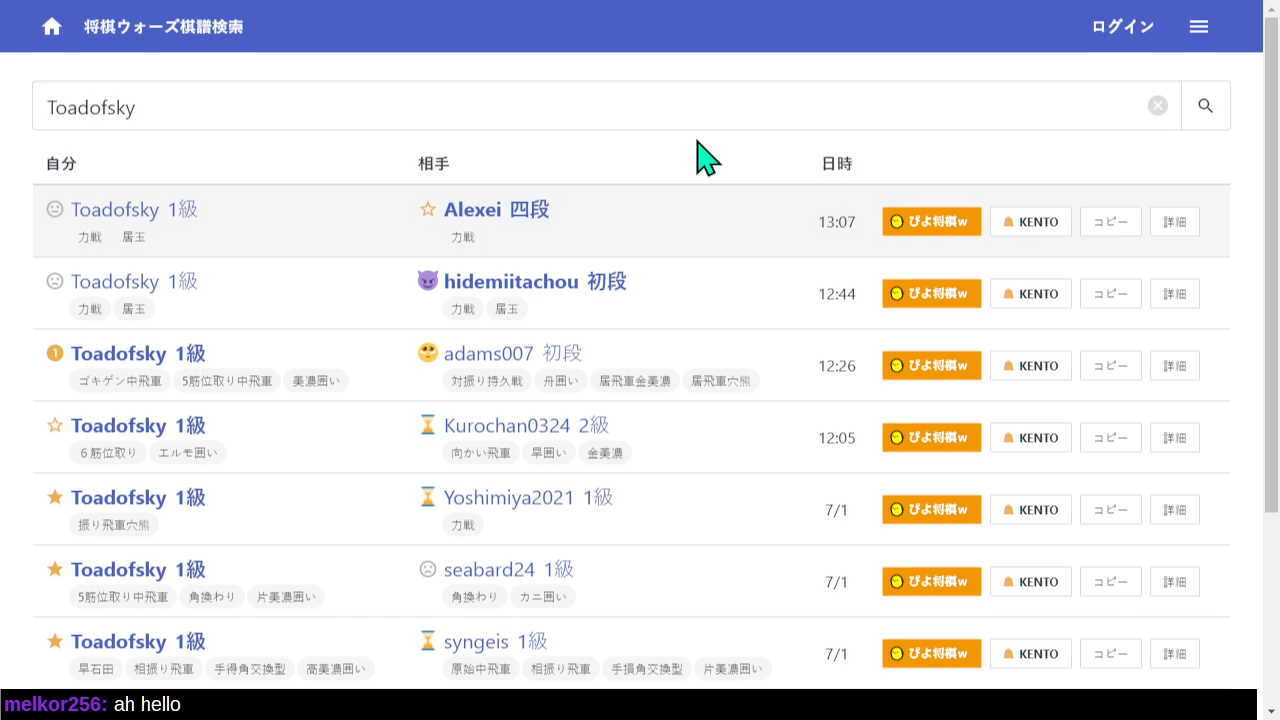 将棋ウォーズ棋譜検索 ログイン
Toadofsky
自分 相手 日時
Toadofsky 1級 Alexei 四段 13:07 ぴよ将棋w KENTO コピー 詳細
力戦 居玉 力戦
Toadofsky 1級 hidemiitachou 初段 12:44 ぴよ将棋w KENTO コピー 詳細
力戦 居玉 力戦 居玉
1 Toadofsky 1級 adams007 初段 12:26 ぴよ将棋w KENTO コピー 詳細
ゴキゲン中飛車 5筋位取り中飛車 美濃囲い 対振り持久戦 舟囲い 居飛車金美濃 居飛車穴熊
Toadofsky 1級 Kurochan0324 2級 12:05 ぴよ将棋w KENTO コピー 詳細
６筋位取り エルモ囲い 向かい飛車 早囲い 金美濃
Toadofsky 1級 Yoshimiya2021 1級 7/1 ぴよ将棋w KENTO コピー 詳細
振り飛車穴熊 力戦
Toadofsky 1級 seabard24 1級 7/1 ぴよ将棋w KENTO コピー 詳細
5筋位取り中飛車 角換わり 片美濃囲い 角換わり カニ囲い
Toadofsky 1級 syngeis 1級 7/1 ぴよ将棋w KENTO コピー 詳細
早石田 相振り飛車 手得角交換型 高美濃囲い 原始中飛車 相振り飛車 手損角交換型 片美濃囲い
melkor256: ah hello